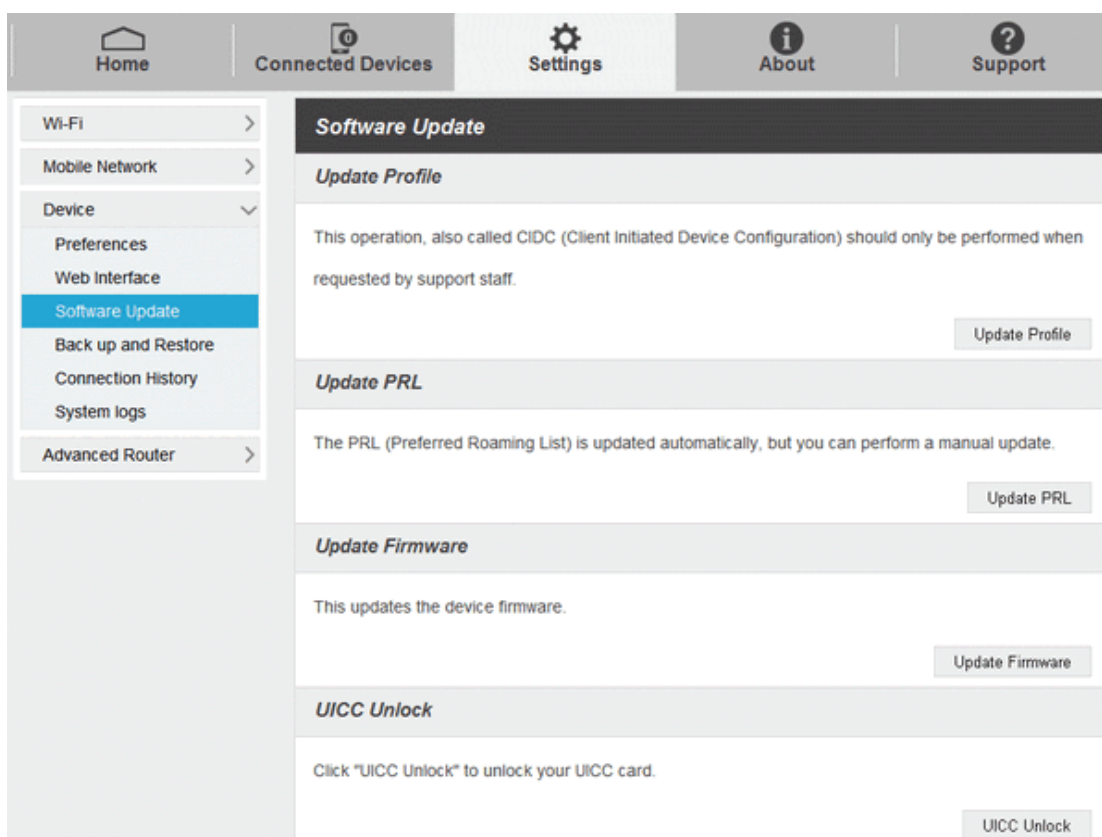 0
Home
Connected Devices
Settings
About
Support
Wi-Fi
Mobile Network
Device
Preferences
Web Interface
Software Update
Back up and Restore
Connection History
System logs
Advanced Router
Software Update
Update Profile
This operation, also called CIDC (Client Initiated Device Configuration) should only be performed when
requested by support staff.
Update Profile
Update PRL
The PRL (Preferred Roaming List) is updated automatically, but you can perform a manual update.
Update PRL
Update Firmware
This updates the device firmware.
Update Firmware
UICC Unlock
Click "UICC Unlock" to unlock your UICC card.
UICC Unlock